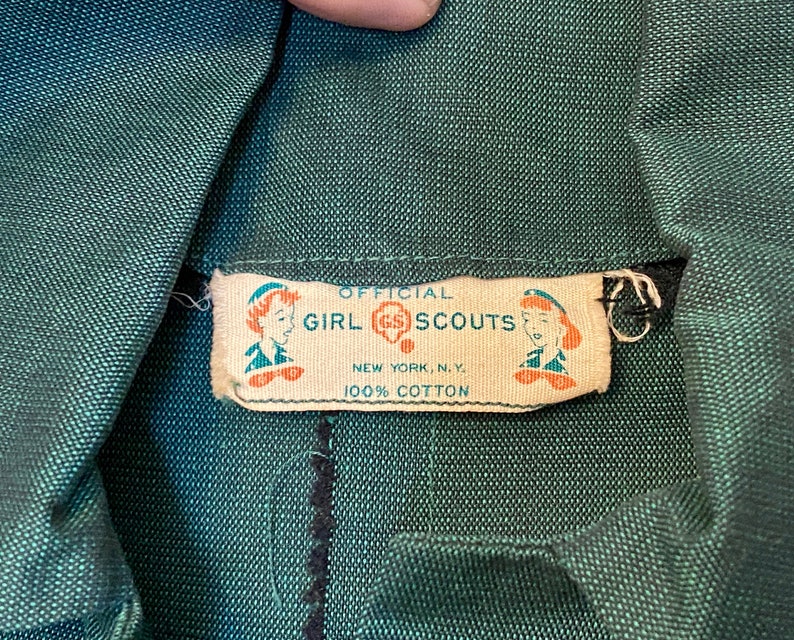 OFFICIAL
GIRL GS SCOUTS
NEW YORK, N.Y.
100% COTTON